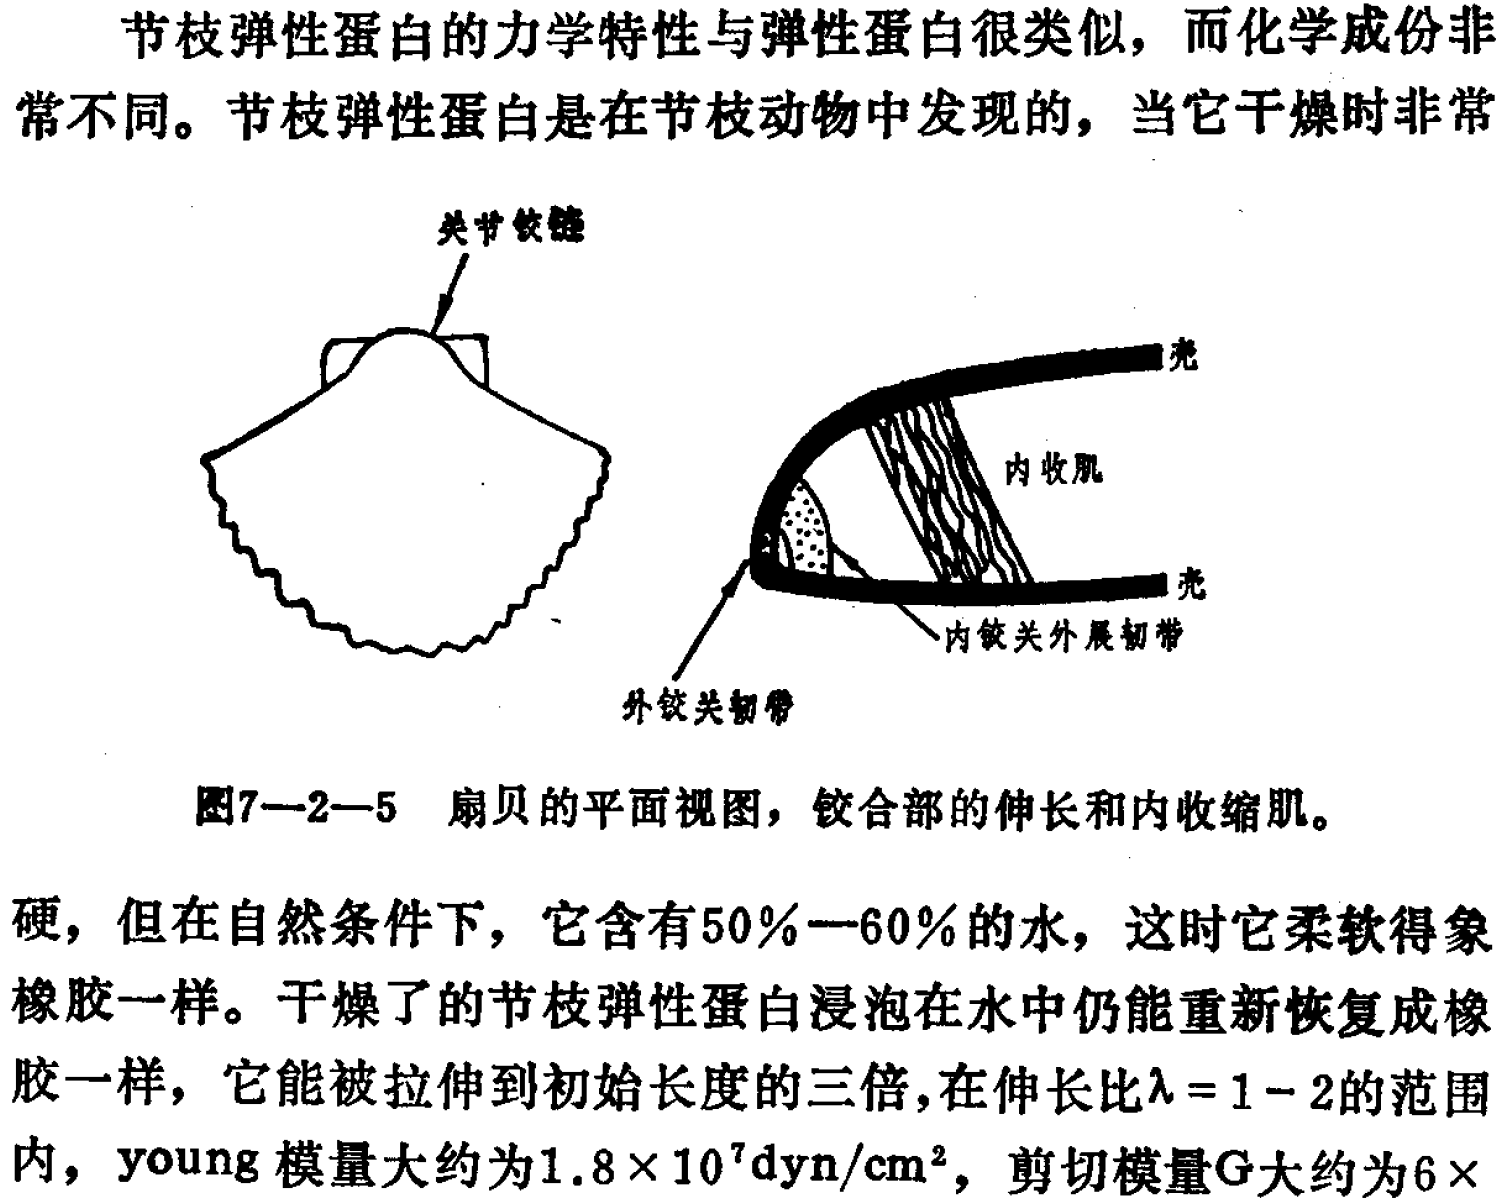 节枝弹性蛋白的力学特性与弹性蛋白很类似，而化学成份非
常不同。节枝弹性蛋白是在节枝动物中发现的，当它干燥时非常
关节铰链
壳
内收肌
壳
内铰关外展韧带
外铰关韧带
图7—2—5 扇贝的平面视图，铰合部的伸长和内收缩肌。
硬，但在自然条件下，它含有50%—60%的水，这时它柔软得象
橡胶一样。干燥了的节枝弹性蛋白浸泡在水中仍能重新恢复成橡
胶一样，它能被拉伸到初始长度的三倍,在伸长比λ=1-2的范围
内，young 模量大约为1.8×10⁷dyn/cm²，剪切模量G大约为6×